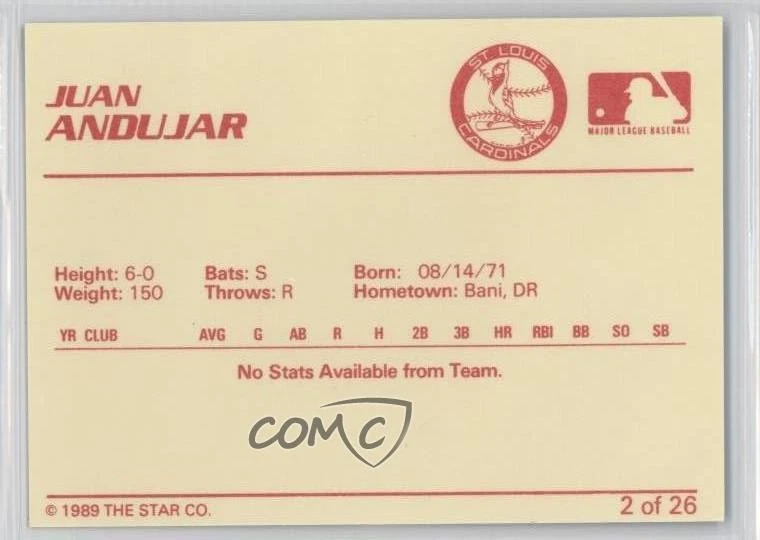 JUAN
ANDUJAR
ST. LOUIS
CARDINALS
MAJOR LEAGUE BASEBALL
Height: 6-0 Bats: S Born: 08/14/71
Weight: 150 Throws: R Hometown: Bani, DR
YR CLUB AVG G AB R H 2B 3B HR RBI BB SO SB
No Stats Available from Team.
COMC
© 1989 THE STAR CO. 2 of 26